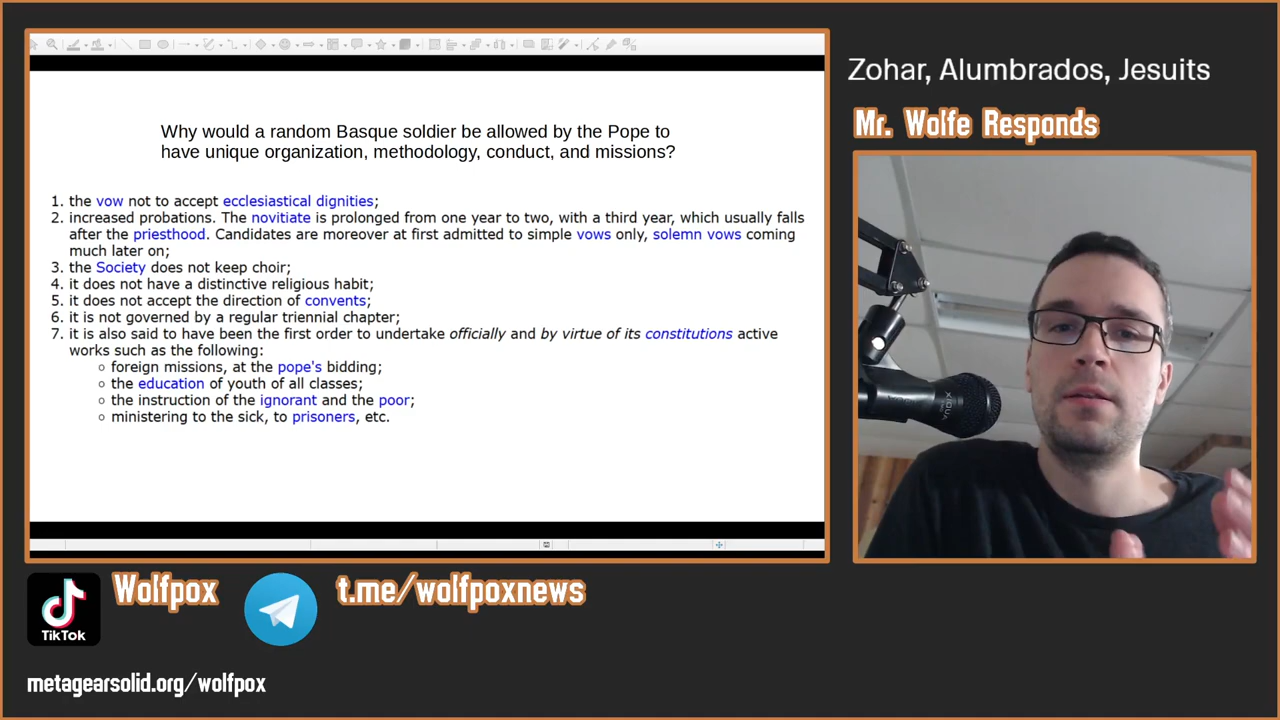 Zohar, Alumbrados, Jesuits
Mr. Wolfe Responds
Why would a random Basque soldier be allowed by the Pope to
have unique organization, methodology, conduct, and missions?
1. the vow not to accept ecclesiastical dignities;
2. increased probations. The novitiate is prolonged from one year to two, with a third year, which usually falls
after the priesthood. Candidates are moreover at first admitted to simple vows only, solemn vows coming
much later on;
3. the Society does not keep choir;
4. it does not have a distinctive religious habit;
5. it does not accept the direction of convents;
6. it is not governed by a regular triennial chapter;
7. it is also said to have been the first order to undertake officially and by virtue of its constitutions active
works such as the following:
foreign missions, at the pope's bidding;
the education of youth of all classes;
the instruction of the ignorant and the poor;
ministering to the sick, to prisoners, etc.
XIQUA
TikTok
Wolfpox
t.me/wolfpoxnews
metagearsolid.org/wolfpox